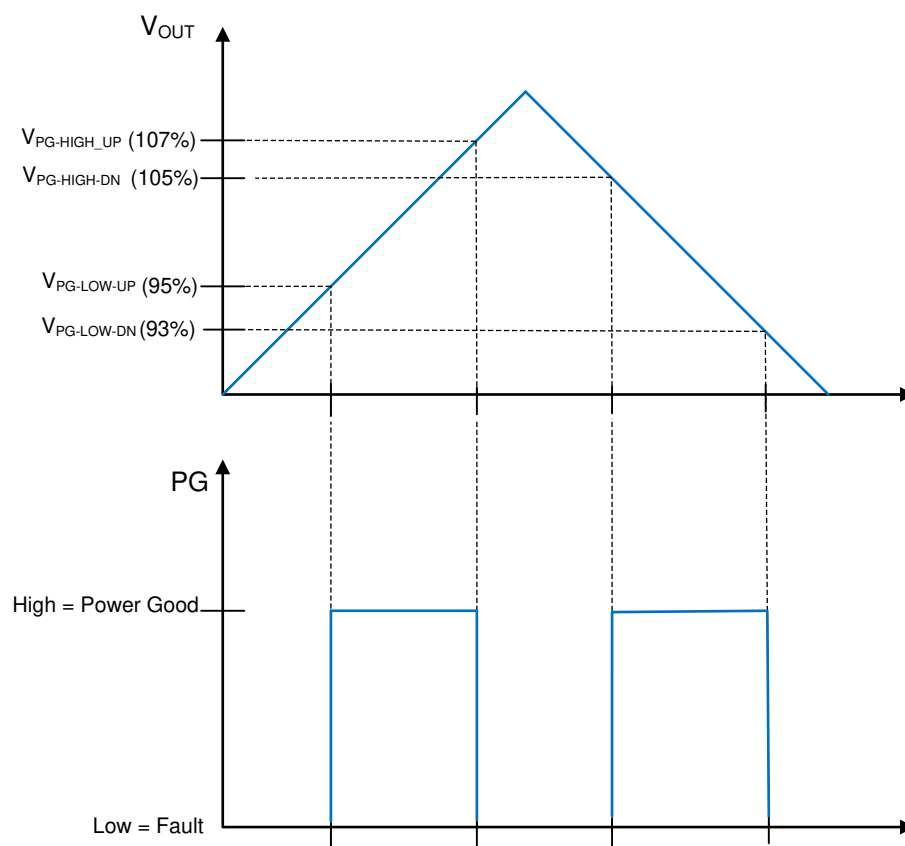 VOUT
VPG-HIGH_UP (107%)
VPG-HIGH-DN (105%)
VPG-LOW-UP (95%)
VPG-LOW-DN (93%)
PG
High = Power Good
Low = Fault